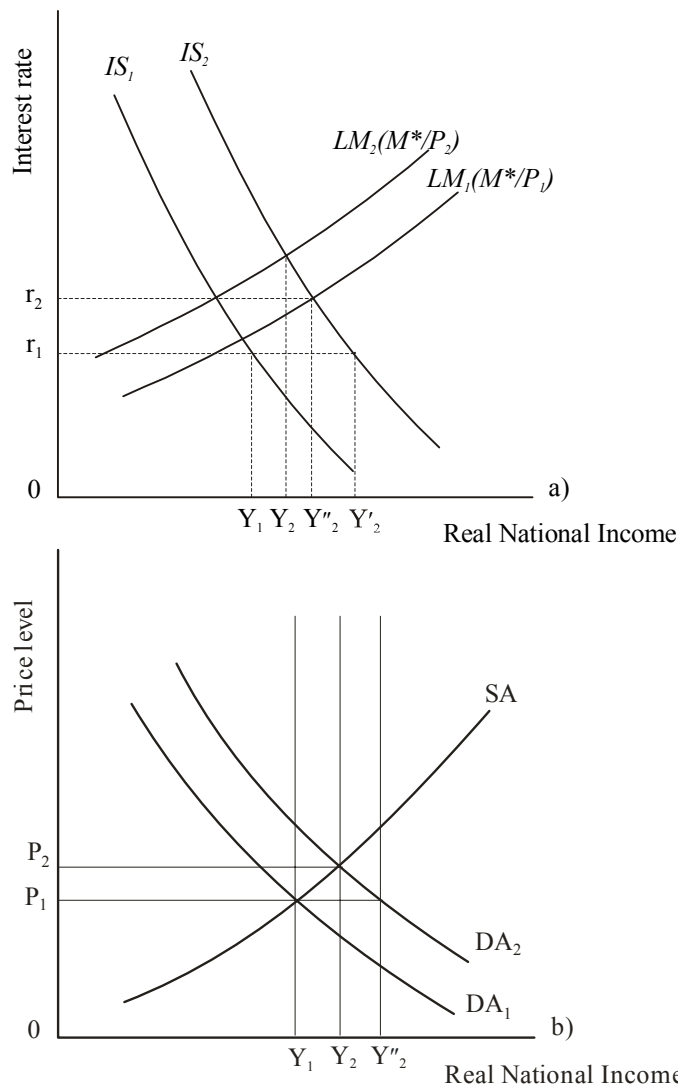 Interest rate
IS₁
IS₂
LM₂(M*/P₂)
LM₁(M*/P₁)
r₂
r₁
0
Y₁ Y₂ Y″₂ Y′₂
a)
Real National Income
Price level
SA
P₂
P₁
DA₂
DA₁
0
b)
Y₁ Y₂ Y″₂
Real National Income